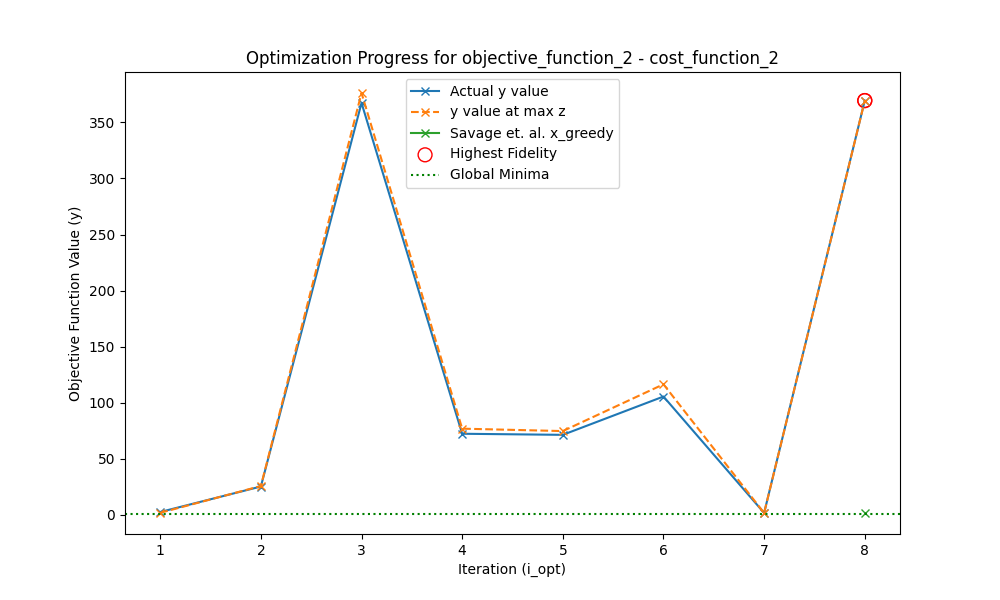 Optimization Progress for objective_function_2 - cost_function_2
Actual y value
y value at max z
Savage et. al. x_greedy
Highest Fidelity
Global Minima
Objective Function Value (y)
350
300
250
200
150
100
50
0
1 2 3 4 5 6 7 8
Iteration (i_opt)